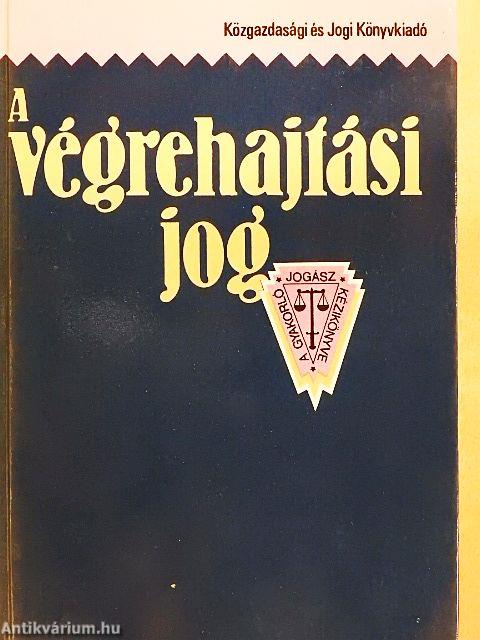 Közgazdasági és Jogi Könyvkiadó
A
végrehajtási
jog
A GYAKORLÓ JOGÁSZ KÉZIKÖNYVE
Antikvárium.hu